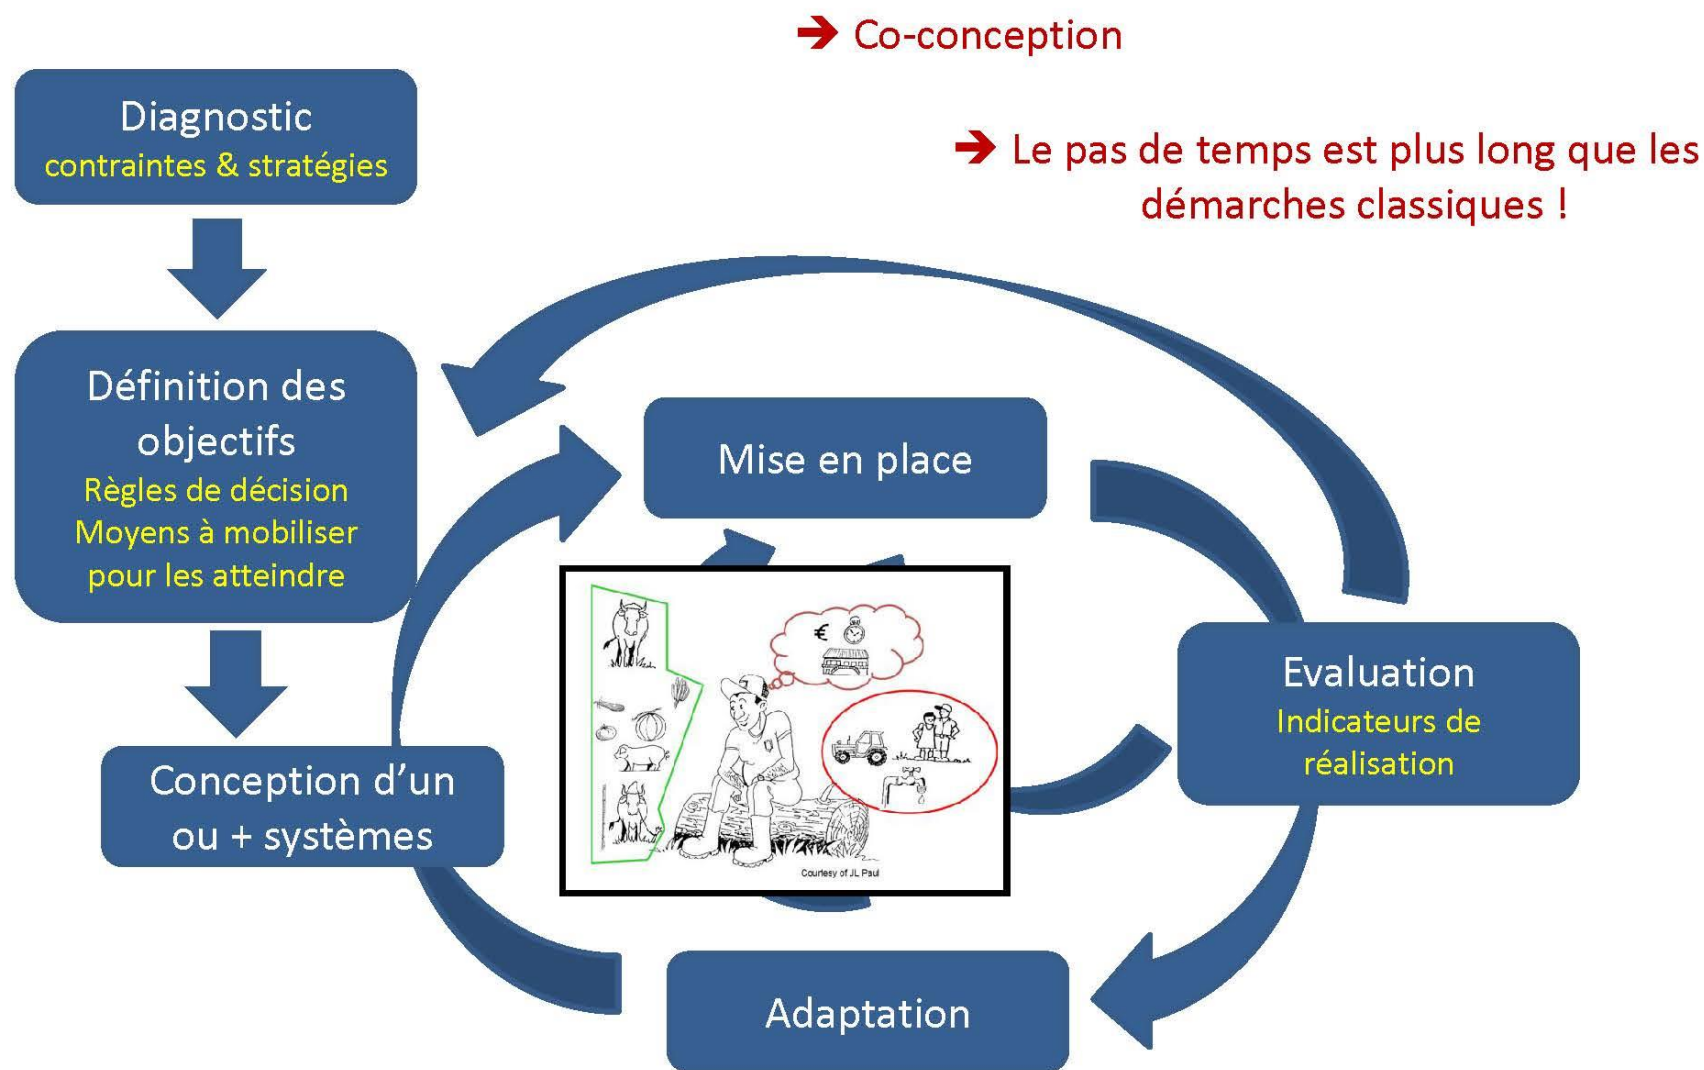 ➔ Co-conception
Diagnostic
contraintes & stratégies
➔ Le pas de temps est plus long que les
démarches classiques !
Définition des
objectifs
Règles de décision
Moyens à mobiliser
pour les atteindre
Mise en place
€
Evaluation
Indicateurs de
réalisation
Conception d’un
ou + systèmes
Courtesy of JL Paul
Adaptation